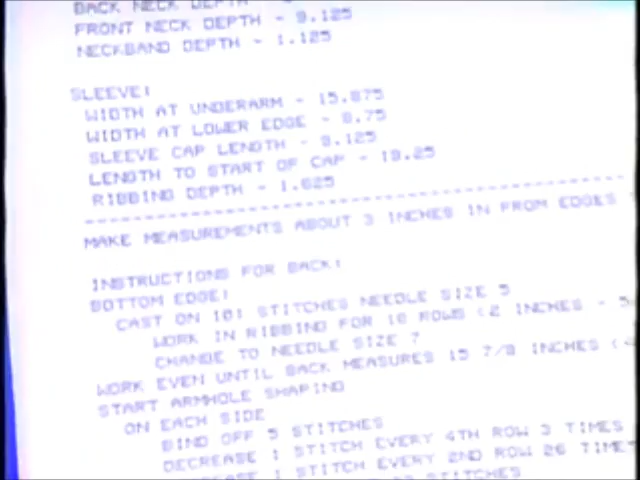 BACK NECK DEPTH -
FRONT NECK DEPTH - 9.125
NECKBAND DEPTH - 1.125
SLEEVE:
WIDTH AT UNDERARM - 15.875
WIDTH AT LOWER EDGE - 8.75
SLEEVE CAP LENGTH - 9.125
LENGTH TO START OF CAP - 19.25
RIBBING DEPTH - 1.625
MAKE MEASUREMENTS ABOUT 3 INCHES IN FROM EDGES
INSTRUCTIONS FOR BACK:
BOTTOM EDGE:
CAST ON 101 STITCHES NEEDLE SIZE 5
WORK IN RIBBING FOR 18 ROWS (2 INCHES - 5
CHANGE TO NEEDLE SIZE 7
WORK EVEN UNTIL BACK MEASURES 15 7/8 INCHES (
START ARMHOLE SHAPING
ON EACH SIDE
BIND OFF 5 STITCHES
DECREASE 1 STITCH EVERY 4TH ROW 3 TIMES
1 STITCH EVERY 2ND ROW 26 TIMES
STITCHES